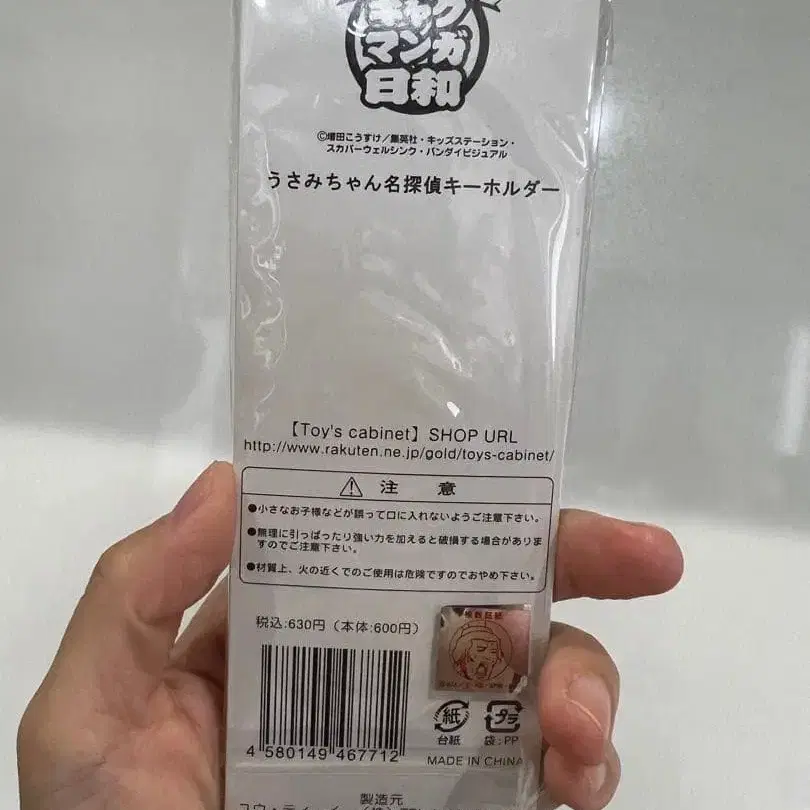 ギャグ
マンガ
日和
©増田こうすけ／集英社・キッズステーション・
スカパーウェルシンク・バンダイビジュアル
うさみちゃん名探偵キーホルダー
【Toy's cabinet】SHOP URL
http://www.rakuten.ne.jp/gold/toys-cabinet/
注 意
●小さなお子様などが誤って口に入れないようご注意下さい。
●無理に引っぱったり強い力を加えると破損する場合があります
すのでご注意下さい。
●材質上、火の近くでのご使用は危険ですのでおやめ下さい。
税込:630円（本体:600円）
証紙
4 580149 467712
紙
台紙
プラ
袋:PP
MADE IN CHINA
製造元